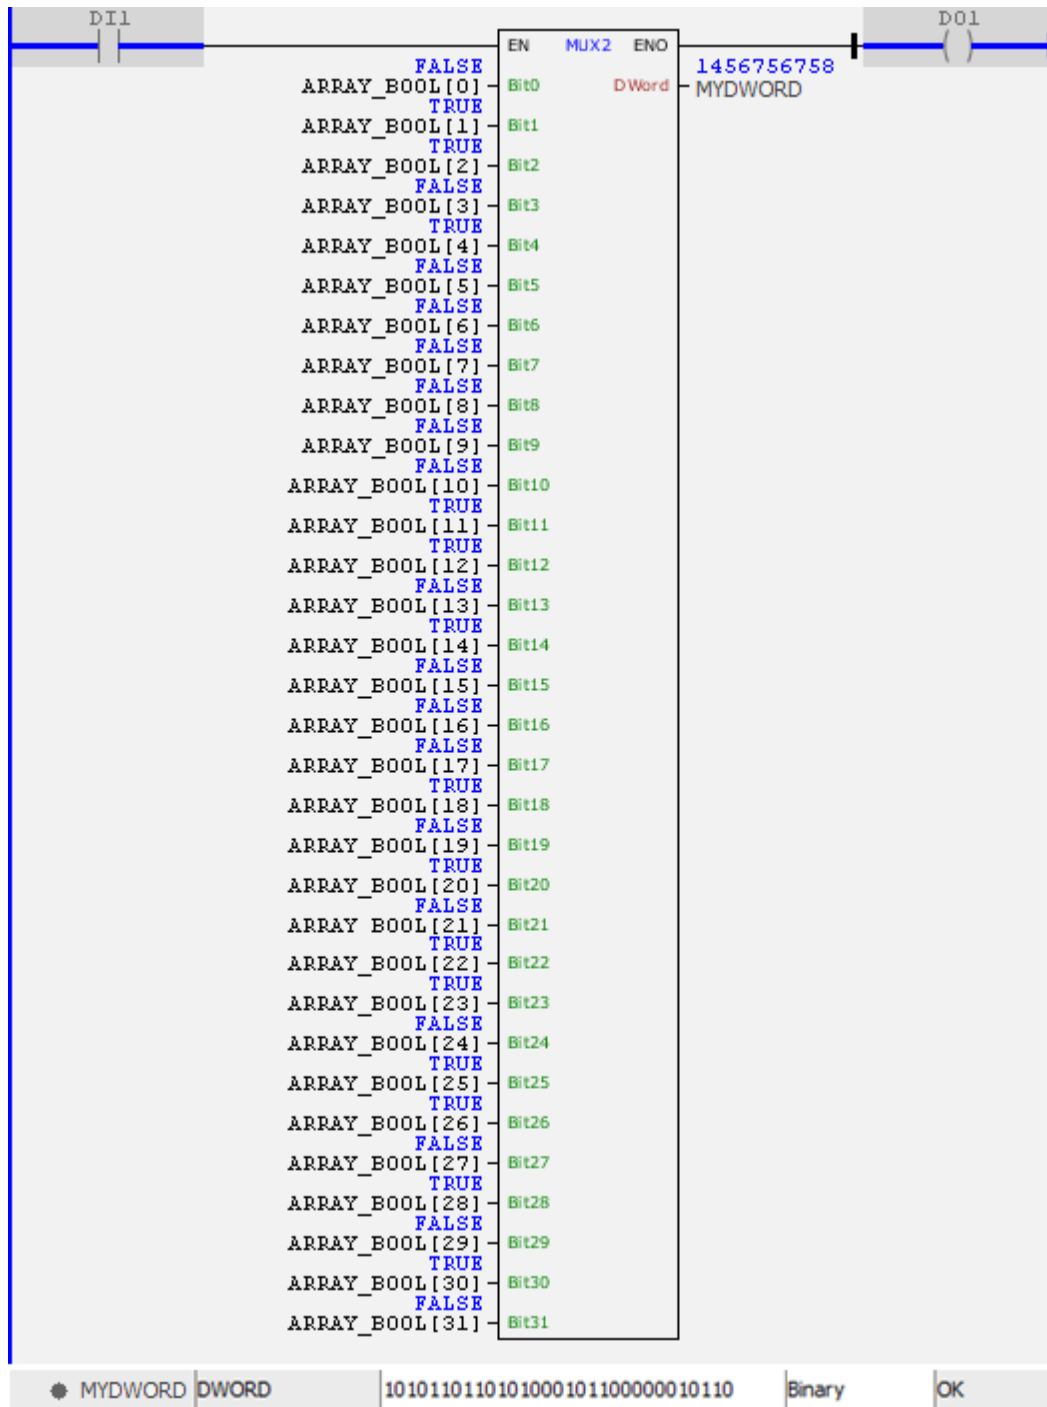 DI1
DO1
EN MUX2 ENO
FALSE
1456756758
ARRAY_BOOL[0] Bit0 DWord MYDWORD
TRUE
ARRAY_BOOL[1] Bit1
TRUE
ARRAY_BOOL[2] Bit2
FALSE
ARRAY_BOOL[3] Bit3
TRUE
ARRAY_BOOL[4] Bit4
FALSE
ARRAY_BOOL[5] Bit5
FALSE
ARRAY_BOOL[6] Bit6
FALSE
ARRAY_BOOL[7] Bit7
FALSE
ARRAY_BOOL[8] Bit8
FALSE
ARRAY_BOOL[9] Bit9
FALSE
ARRAY_BOOL[10] Bit10
TRUE
ARRAY_BOOL[11] Bit11
TRUE
ARRAY_BOOL[12] Bit12
FALSE
ARRAY_BOOL[13] Bit13
TRUE
ARRAY_BOOL[14] Bit14
FALSE
ARRAY_BOOL[15] Bit15
FALSE
ARRAY_BOOL[16] Bit16
FALSE
ARRAY_BOOL[17] Bit17
TRUE
ARRAY_BOOL[18] Bit18
FALSE
ARRAY_BOOL[19] Bit19
TRUE
ARRAY_BOOL[20] Bit20
FALSE
ARRAY_BOOL[21] Bit21
TRUE
ARRAY_BOOL[22] Bit22
TRUE
ARRAY_BOOL[23] Bit23
FALSE
ARRAY_BOOL[24] Bit24
TRUE
ARRAY_BOOL[25] Bit25
TRUE
ARRAY_BOOL[26] Bit26
FALSE
ARRAY_BOOL[27] Bit27
TRUE
ARRAY_BOOL[28] Bit28
FALSE
ARRAY_BOOL[29] Bit29
TRUE
ARRAY_BOOL[30] Bit30
FALSE
ARRAY_BOOL[31] Bit31
MYDWORD DWORD 1010110110101000101100000010110 Binary OK